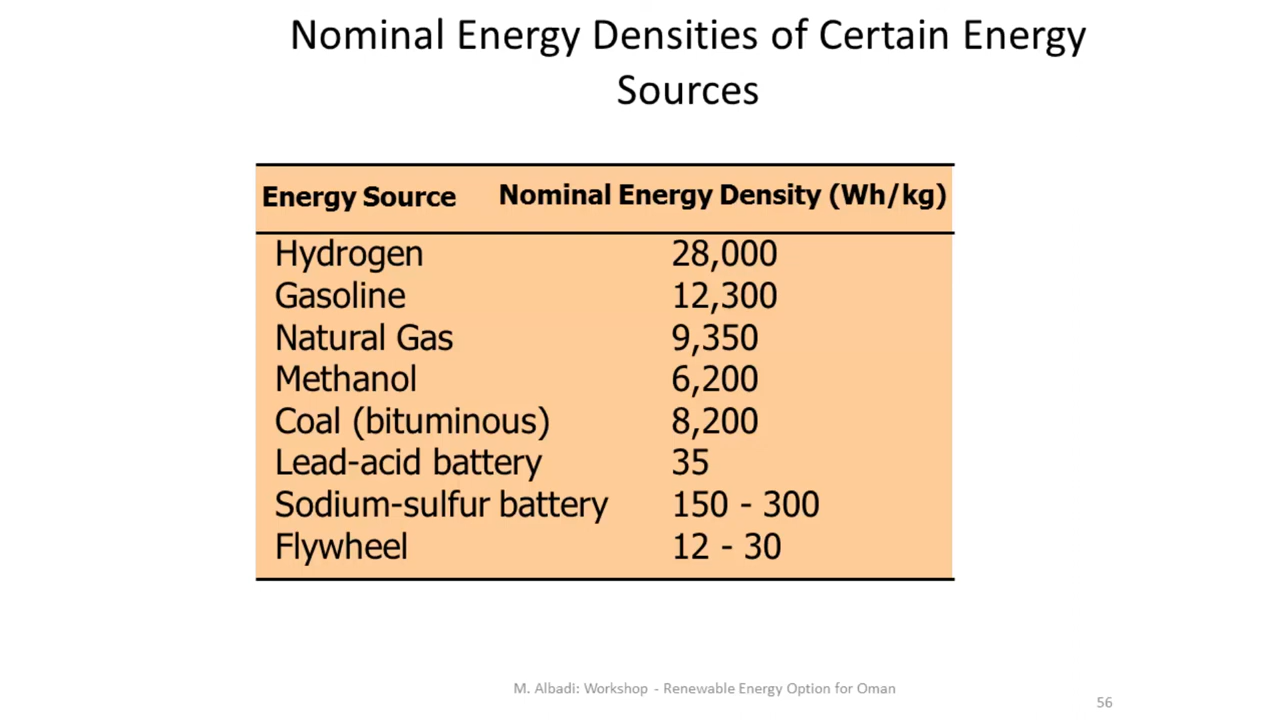 Nominal Energy Densities of Certain Energy
Sources
Energy Source Nominal Energy Density (Wh/kg)
Hydrogen 28,000
Gasoline 12,300
Natural Gas 9,350
Methanol 6,200
Coal (bituminous) 8,200
Lead-acid battery 35
Sodium-sulfur battery 150 - 300
Flywheel 12 - 30
M. Albadi: Workshop - Renewable Energy Option for Oman
56